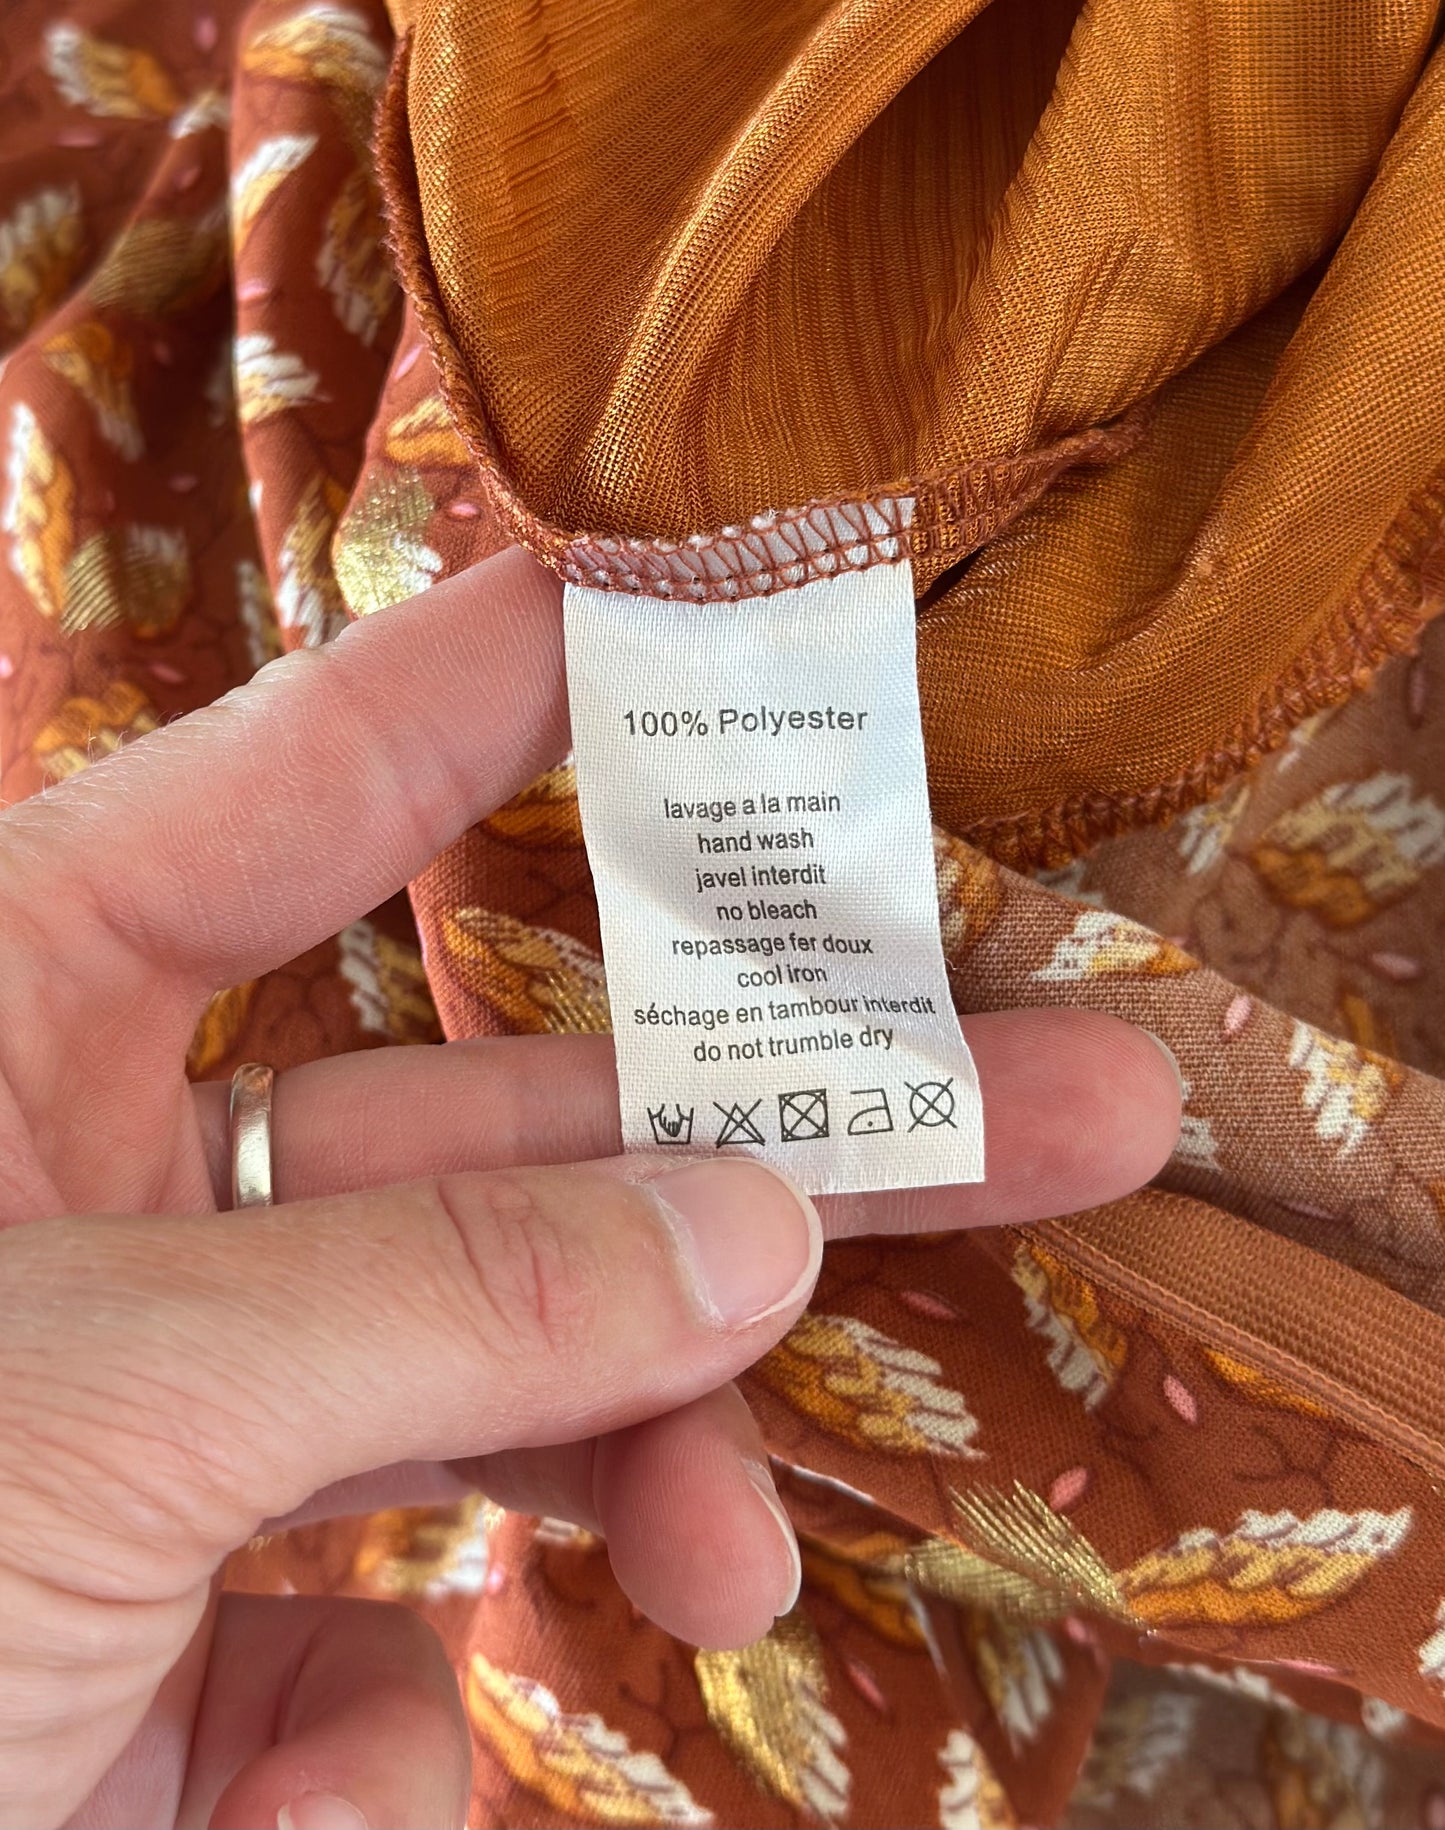 100% Polyester
lavage a la main
hand wash
javel interdit
no bleach
repassage fer doux
cool iron
séchage en tambour interdit
do not trumble dry